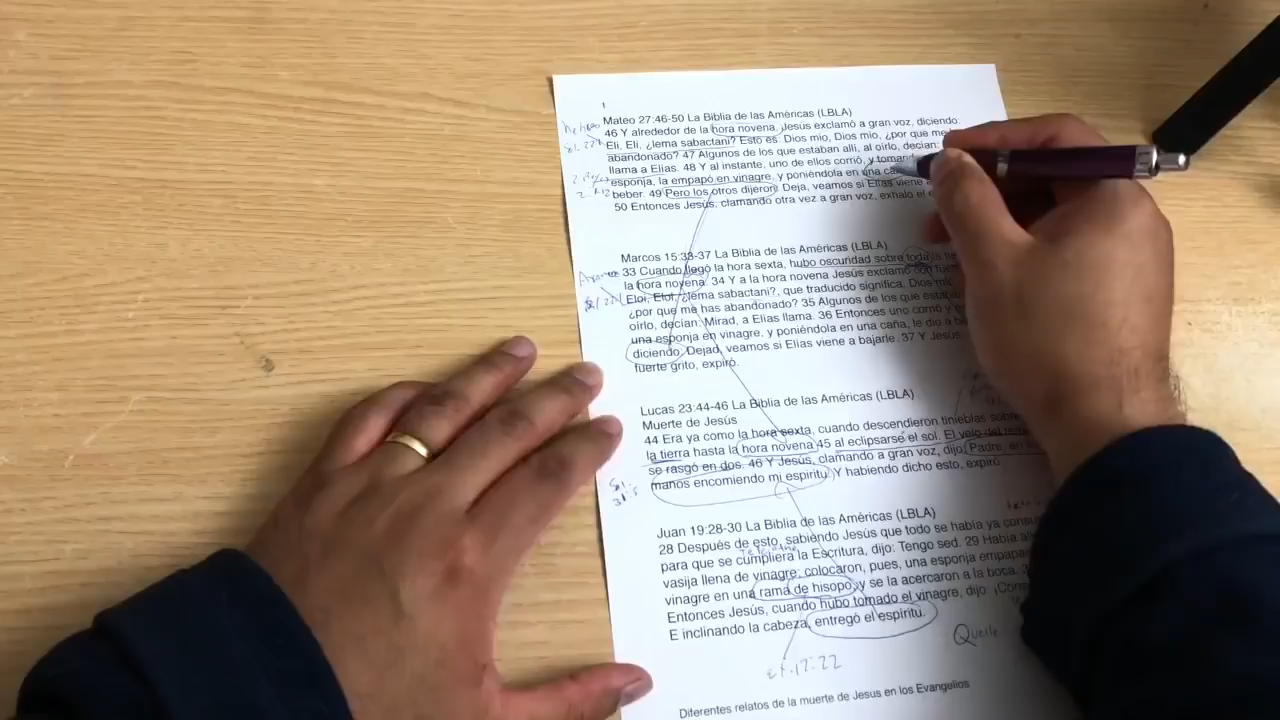 1
Mateo 27:46-50 La Biblia de las Américas (LBLA)
46 Y alrededor de la hora novena, Jesús exclamó a gran voz, diciendo:
Elí, Elí, ¿lema sabactani? Esto es: Dios mío, Dios mío, ¿por que me
abandonado? 47 Algunos de los que estaban allí, al oírlo, decían:
llama a Elías. 48 Y al instante, uno de ellos corrió, y
esponja, la empapó en vinagre, y poniéndola en una
beber. 49 Pero los otros dijeron: Deja, veamos si Elías viene
50 Entonces Jesús, clamando otra vez a gran voz, exhaló el
Marcos 15:33-37 La Biblia de las Américas (LBLA)
33 Cuando llegó la hora sexta, hubo oscuridad sobre toda la
la hora novena. 34 Y a la hora novena Jesús exclamó con
Eloi, Eloi, ¿lema sabactani?, que traducido significa, Dios mío,
¿por que me has abandonado? 35 Algunos de los que
oírlo, decían: Mirad, a Elías llama. 36 Entonces uno corrió y
una esponja en vinagre, y poniéndola en una caña, le dio a
diciendo: Dejad, veamos si Elías viene a bajarle. 37 Y
fuerte grito, expiró.
Lucas 23:44-46 La Biblia de las Américas (LBLA)
Muerte de Jesús
44 Era ya como la hora sexta, cuando descendieron tinieblas sobre
la tierra hasta la hora novena 45 al eclipsarse el sol. El velo del
se rasgó en dos. 46 Y Jesús, clamando a gran voz, dijo: Padre, en
manos encomiendo mi espíritu. Y habiendo dicho esto, expiró
Sal.
31:5
Juan 19:28-30 La Biblia de las Américas (LBLA)
28 Después de esto, sabiendo Jesús que todo se había ya
para que se cumpliera la Escritura, dijo: Tengo sed. 29 Había
vasija llena de vinagre; colocaron, pues, una esponja
vinagre en una rama de hisopo, y se la acercaron a la boca.
Entonces Jesús, cuando hubo tomado el vinagre, dijo:
E inclinando la cabeza, entregó el espíritu.
Quelle
Ex. 12:22
Diferentes relatos de la muerte de Jesus en los Evangelios